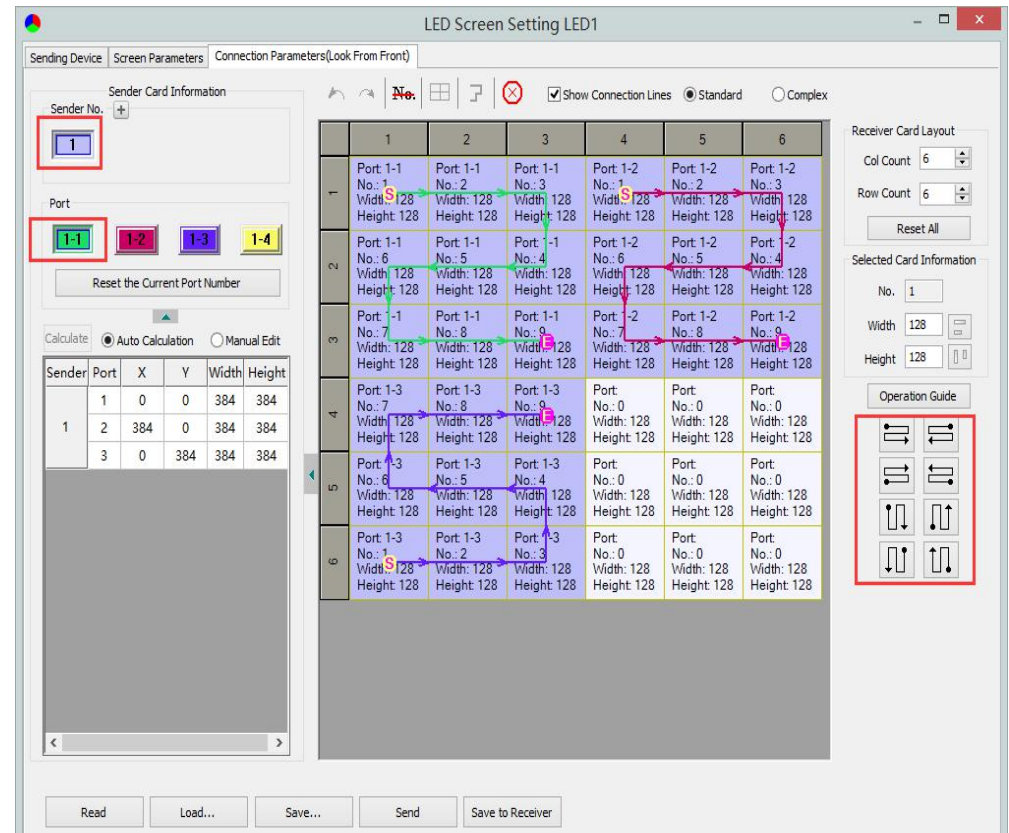 LED Screen Setting LED1
Sending Device Screen Parameters Connection Parameters(Look From Front)
Sender Card Information
Sender No. +
1
Port
1-1 1-2 1-3 1-4
Reset the Current Port Number
Calculate Auto Calculation Manual Edit
Sender Port X Y Width Height
1 0 0 384 384
1 2 384 0 384 384
3 0 384 384 384
No. Show Connection Lines Standard Complex
1 2 3 4 5 6
1
Port: 1-1 Port: 1-1 Port: 1-1 Port: 1-2 Port: 1-2 Port: 1-2
No.: 1 No.: 2 No.: 3 No.: 1 No.: 2 No.: 3
S S
Width: 128 Width: 128 Width: 128 Width: 128 Width: 128 Width: 128
Height: 128 Height: 128 Height: 128 Height: 128 Height: 128 Height: 128
2
Port: 1-1 Port: 1-1 Port: 1-1 Port: 1-2 Port: 1-2 Port: 1-2
No.: 6 No.: 5 No.: 4 No.: 6 No.: 5 No.: 4
Width: 128 Width: 128 Width: 128 Width: 128 Width: 128 Width: 128
Height: 128 Height: 128 Height: 128 Height: 128 Height: 128 Height: 128
3
Port: 1-1 Port: 1-1 Port: 1-1 Port: 1-2 Port: 1-2 Port: 1-2
No.: 7 No.: 8 No.: 9 No.: 7 No.: 8 No.: 9
E E
Width: 128 Width: 128 Width: 128 Width: 128 Width: 128 Width: 128
Height: 128 Height: 128 Height: 128 Height: 128 Height: 128 Height: 128
4
Port: 1-3 Port: 1-3 Port: 1-3 Port: Port: Port:
No.: 7 No.: 8 No.: 9 No.: 0 No.: 0 No.: 0
E
Width: 128 Width: 128 Width: 128 Width: 128 Width: 128 Width: 128
Height: 128 Height: 128 Height: 128 Height: 128 Height: 128 Height: 128
5
Port: 1-3 Port: 1-3 Port: 1-3 Port: Port: Port:
No.: 6 No.: 5 No.: 4 No.: 0 No.: 0 No.: 0
Width: 128 Width: 128 Width: 128 Width: 128 Width: 128 Width: 128
Height: 128 Height: 128 Height: 128 Height: 128 Height: 128 Height: 128
6
Port: 1-3 Port: 1-3 Port: 1-3 Port: Port: Port:
No.: 1 No.: 2 No.: 3 No.: 0 No.: 0 No.: 0
S
Width: 128 Width: 128 Width: 128 Width: 128 Width: 128 Width: 128
Height: 128 Height: 128 Height: 128 Height: 128 Height: 128 Height: 128
Receiver Card Layout
Col Count 6
Row Count 6
Reset All
Selected Card Information
No. 1
Width 128
Height 128
Operation Guide
Read Load... Save... Send Save to Receiver